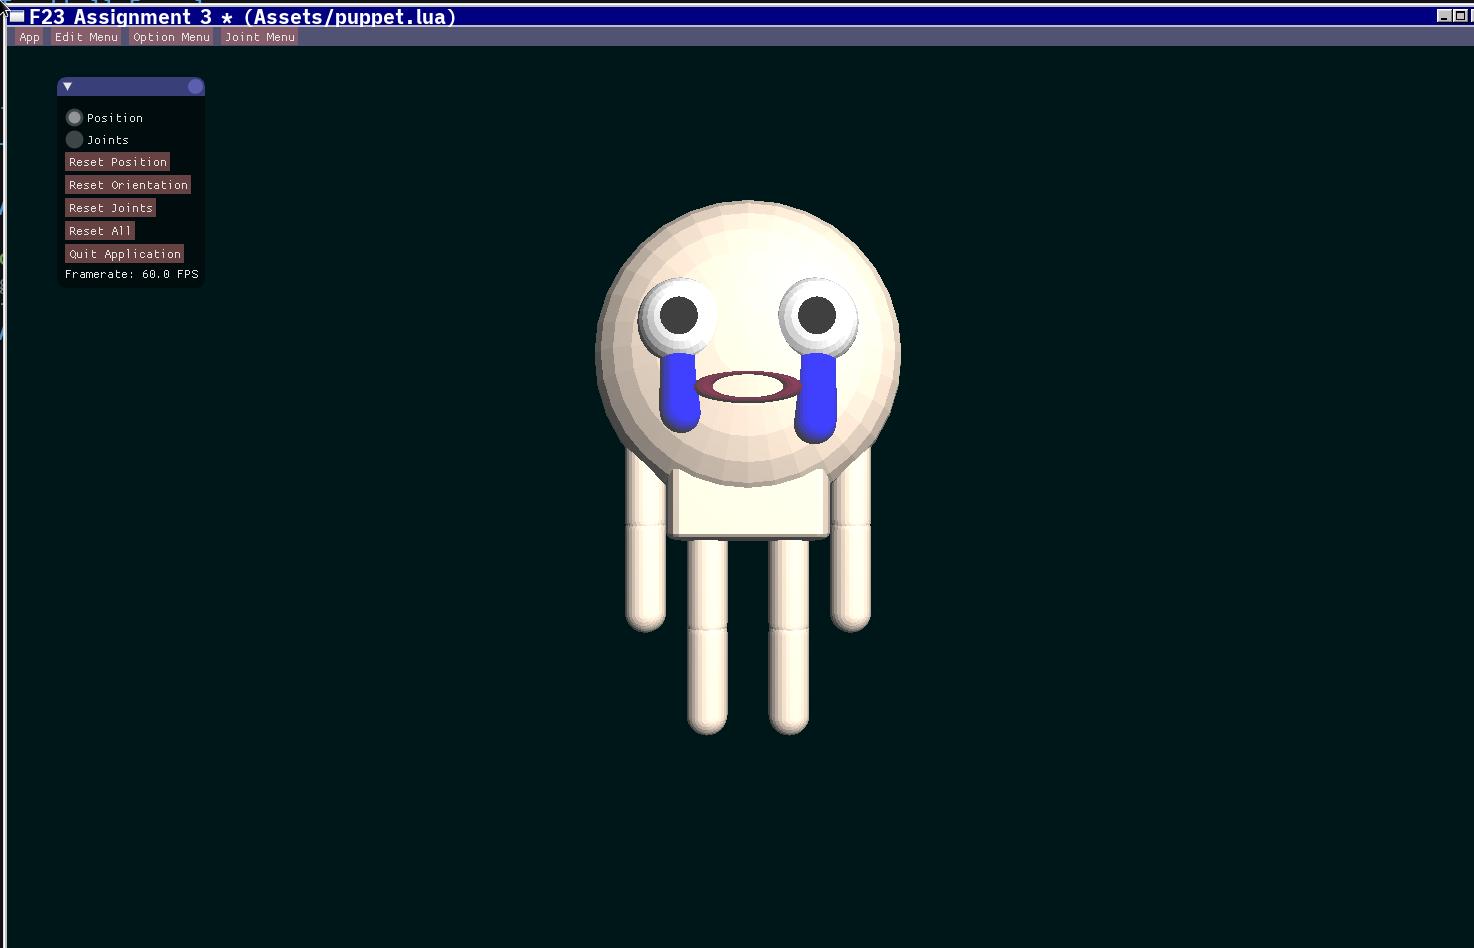 F23 Assignment 3 * (Assets/puppet.lua)
App Edit Menu Option Menu Joint Menu
Position
Joints
Reset Position
Reset Orientation
Reset Joints
Reset All
Quit Application
Framerate: 60.0 FPS